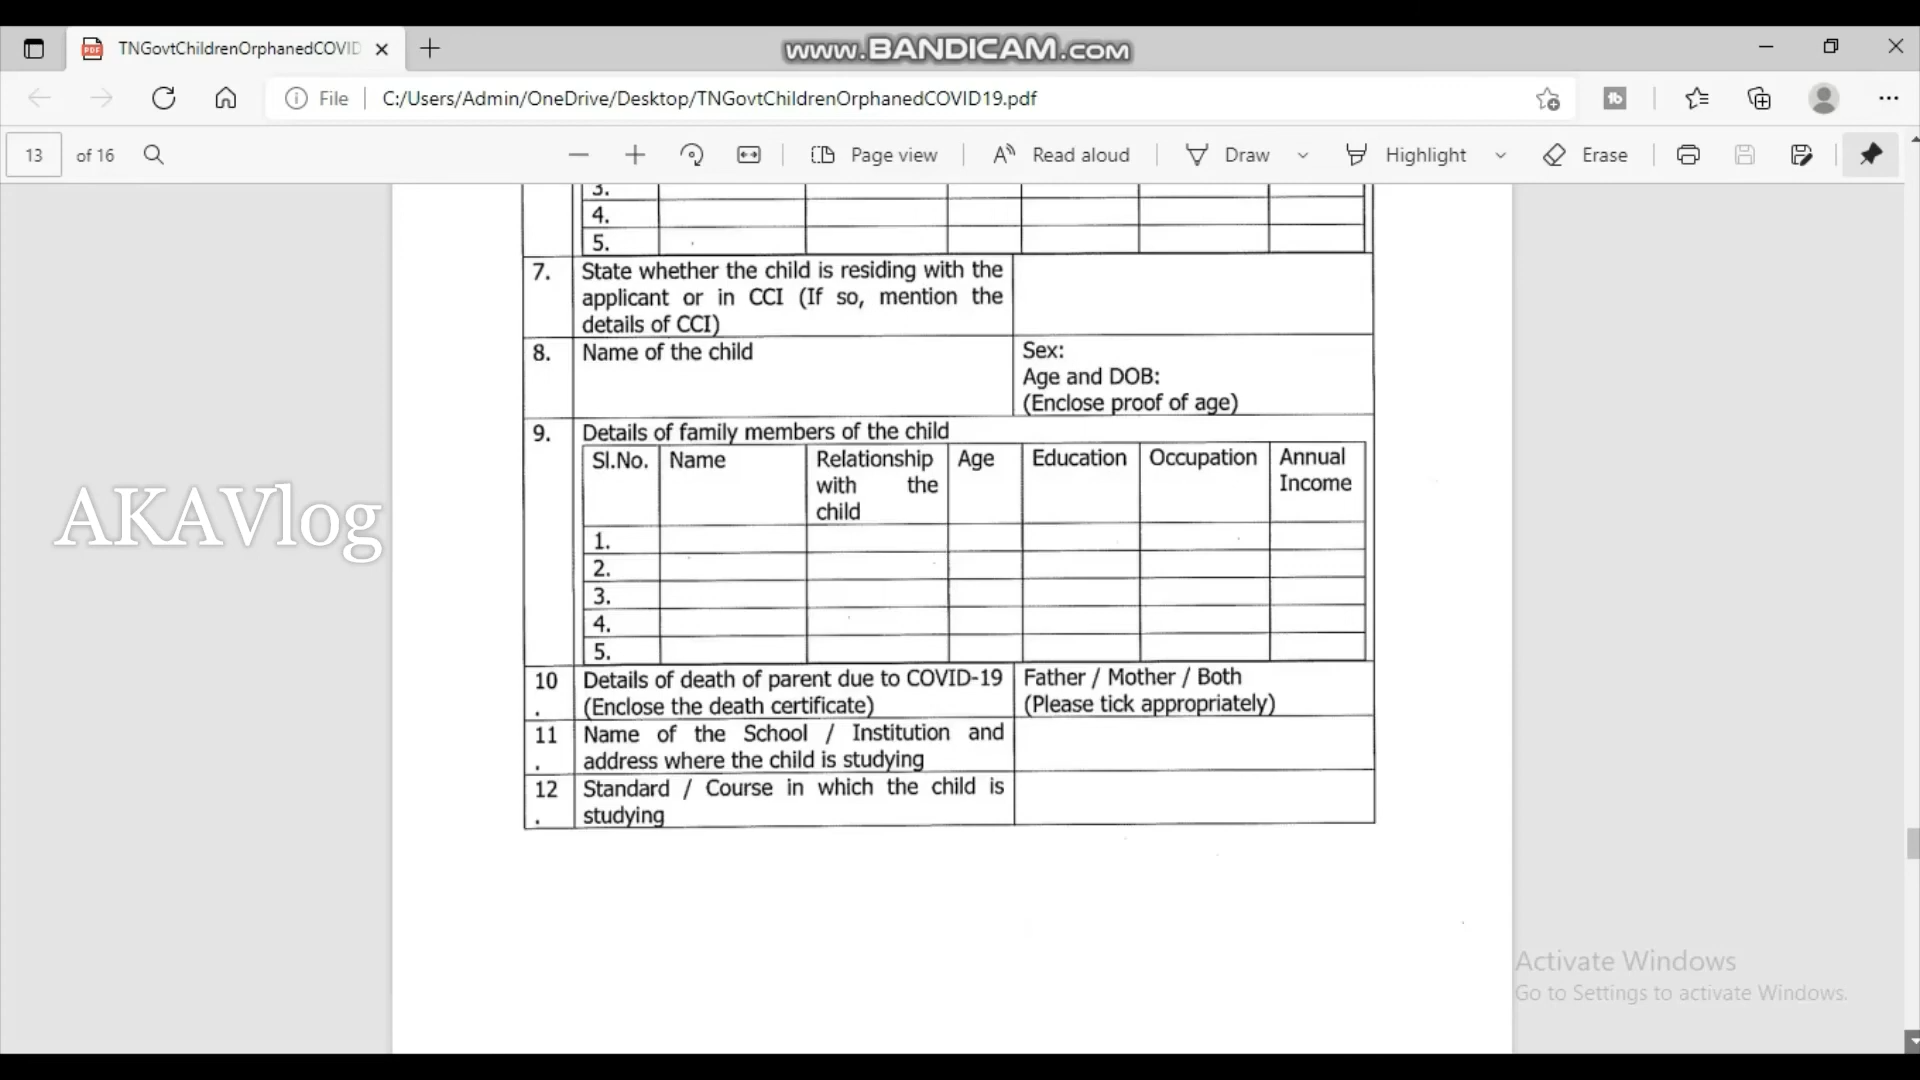 TNGovtChildrenOrphanedCOVID
www.BANDICAM.com
File
C:/Users/Admin/OneDrive/Desktop/TNGovtChildrenOrphanedCOVID19.pdf
13 of 16
Page view
Read aloud
Draw
Highlight
Erase
3.
4.
5.
7. State whether the child is residing with the
applicant or in CCI (If so, mention the
details of CCI)
8. Name of the child
Sex:
Age and DOB:
(Enclose proof of age)
9. Details of family members of the child
Sl.No. Name Relationship with the child Age Education Occupation Annual Income
1.
2.
3.
4.
5.
10. Details of death of parent due to COVID-19
(Enclose the death certificate)
Father / Mother / Both
(Please tick appropriately)
11. Name of the School / Institution and
address where the child is studying
12. Standard / Course in which the child is
studying
AKAVlog
Activate Windows
Go to Settings to activate Windows.